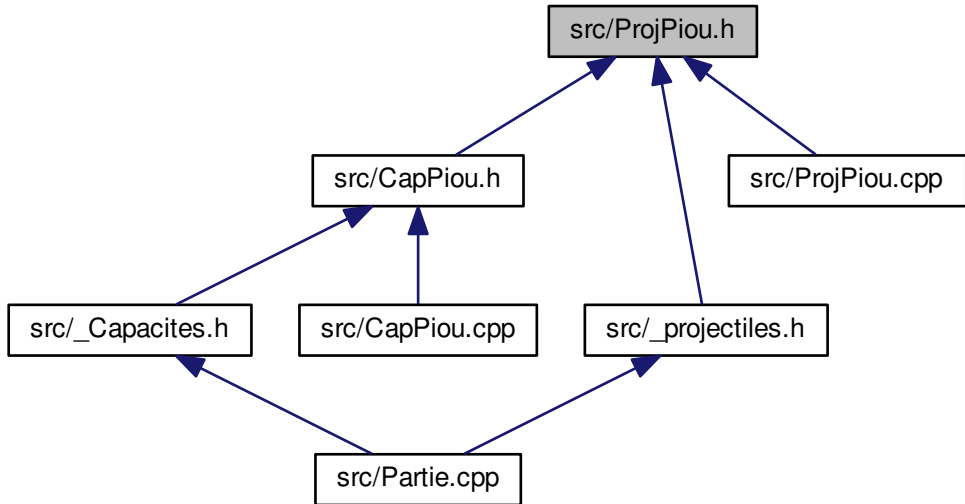 src/ProjPiou.h
src/CapPiou.h
src/ProjPiou.cpp
src/_Capacites.h
src/CapPiou.cpp
src/_projectiles.h
src/Partie.cpp